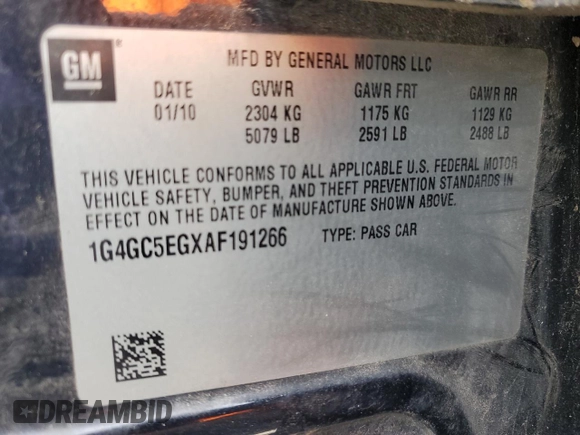 GM ®
MFD BY GENERAL MOTORS LLC
DATE GVWR GAWR FRT GAWR RR
01/10 2304 KG 1175 KG 1129 KG
5079 LB 2591 LB 2488 LB
THIS VEHICLE CONFORMS TO ALL APPLICABLE U.S. FEDERAL MOTOR
VEHICLE SAFETY, BUMPER, AND THEFT PREVENTION STANDARDS IN
EFFECT ON THE DATE OF MANUFACTURE SHOWN ABOVE.
1G4GC5EGXAF191266 TYPE: PASS CAR
DREAMBID